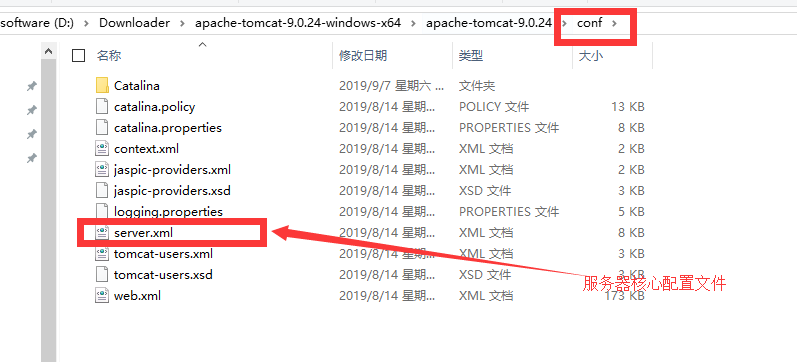 software (D:) › Downloader › apache-tomcat-9.0.24-windows-x64 › apache-tomcat-9.0.24 › conf ›
名称 修改日期 类型 大小
Catalina 2019/9/7 星期六 ... 文件夹
catalina.policy 2019/8/14 星期... POLICY 文件 13 KB
catalina.properties 2019/8/14 星期... PROPERTIES 文件 8 KB
context.xml 2019/8/14 星期... XML 文档 2 KB
jaspic-providers.xml 2019/8/14 星期... XML 文档 2 KB
jaspic-providers.xsd 2019/8/14 星期... XSD 文件 3 KB
logging.properties 2019/8/14 星期... PROPERTIES 文件 5 KB
server.xml 2019/8/14 星期... XML 文档 8 KB
tomcat-users.xml 2019/8/14 星期... XML 文档 3 KB
tomcat-users.xsd 2019/8/14 星期... XSD 文件 3 KB
服务器核心配置文件
web.xml 2019/8/14 星期... XML 文档 173 KB